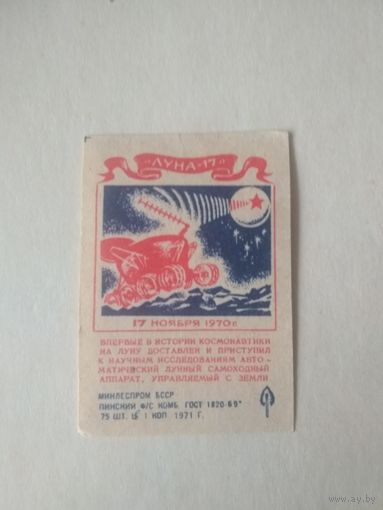 «ЛУНА-17»
17 НОЯБРЯ 1970 г.
ВПЕРВЫЕ В ИСТОРИИ КОСМОНАВТИКИ
НА ЛУНУ ДОСТАВЛЕН И ПРИСТУПИЛ
К НАУЧНЫМ ИССЛЕДОВАНИЯМ АВТО-
МАТИЧЕСКИЙ ЛУННЫЙ САМОХОДНЫЙ
АППАРАТ, УПРАВЛЯЕМЫЙ С ЗЕМЛИ.
МИНЛЕСПРОМ БССР
ПИНСКИЙ Ф/С КОМБ. ГОСТ 1820-69*
75 ШТ. 1 КОП 1971 Г.
www.ay.by